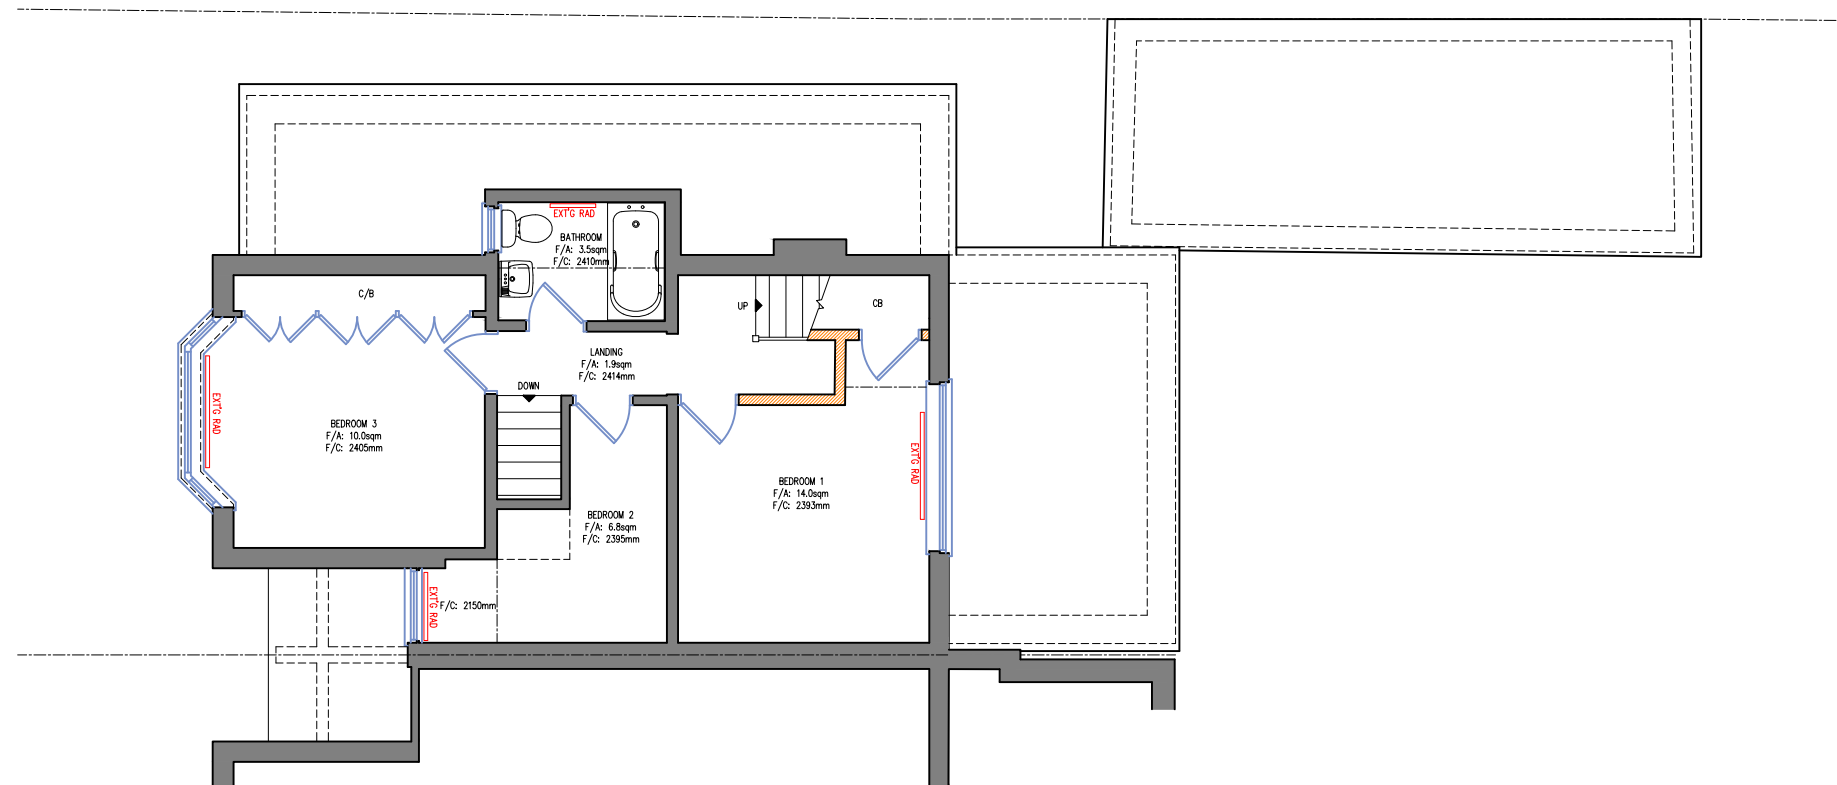 EXT'G RAD
BATHROOM
F/A: 3.5sqm
F/C: 2410mm
C/B
UP
CB
LANDING
F/A: 1.9sqm
F/C: 2414mm
DOWN
EXT'G RAD
BEDROOM 3
F/A: 10.0sqm
F/C: 2405mm
EXT'G RAD
BEDROOM 1
F/A: 14.0sqm
F/C: 2393mm
BEDROOM 2
F/A: 6.8sqm
F/C: 2395mm
EXT'G RAD
F/C: 2150mm